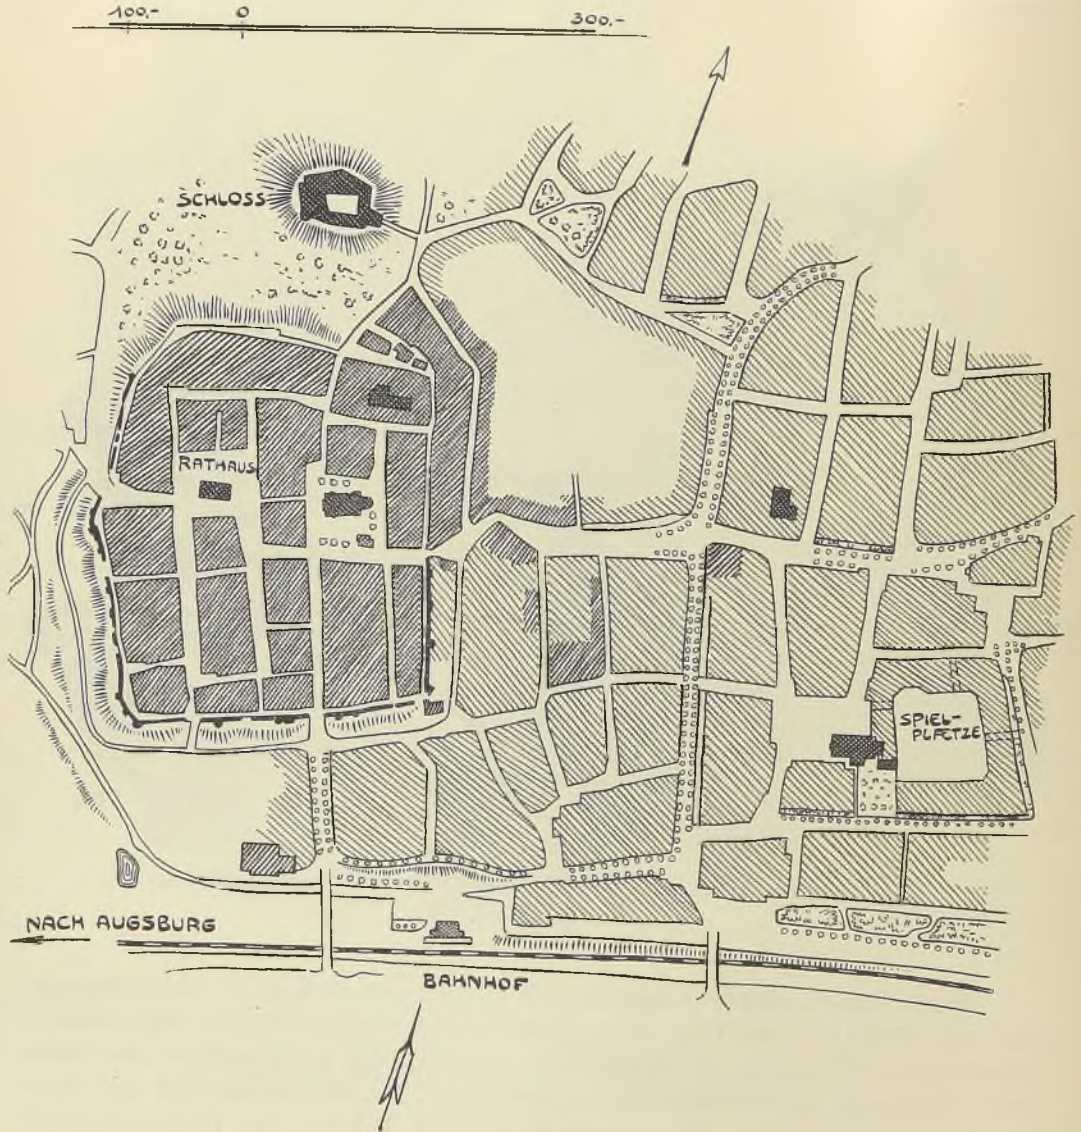 100.- 0 300.-
SCHLOSS
RATHAUS
SPIEL-
PLÆTZE
NACH AUGSBURG
BAHNHOF